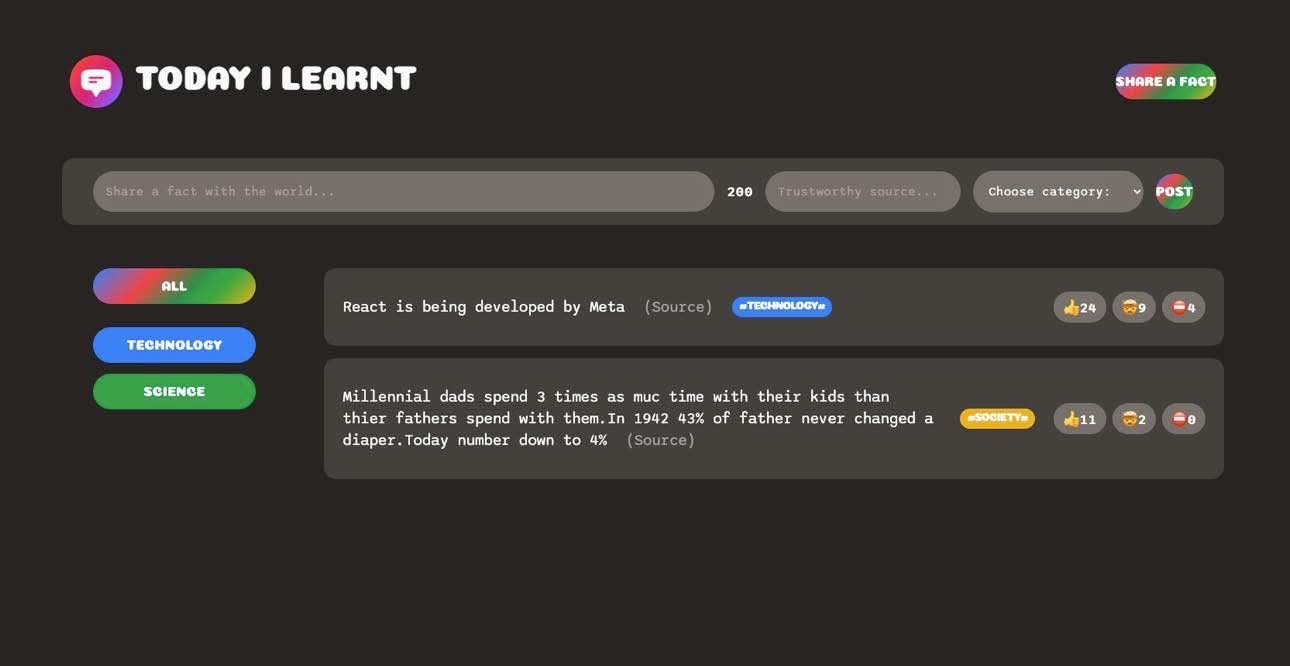 TODAY I LEARNT
SHARE A FACT
Share a fact with the world...
200
Trustworthy source...
Choose category:
POST
ALL
TECHNOLOGY
SCIENCE
React is being developed by Meta (Source) #TECHNOLOGY# 👍24 🤯9 ⛔4
Millennial dads spend 3 times as muc time with their kids than
thier fathers spend with them.In 1942 43% of father never changed a
diaper.Today number down to 4% (Source)
#SOCIETY# 👍11 🤯2 ⛔0